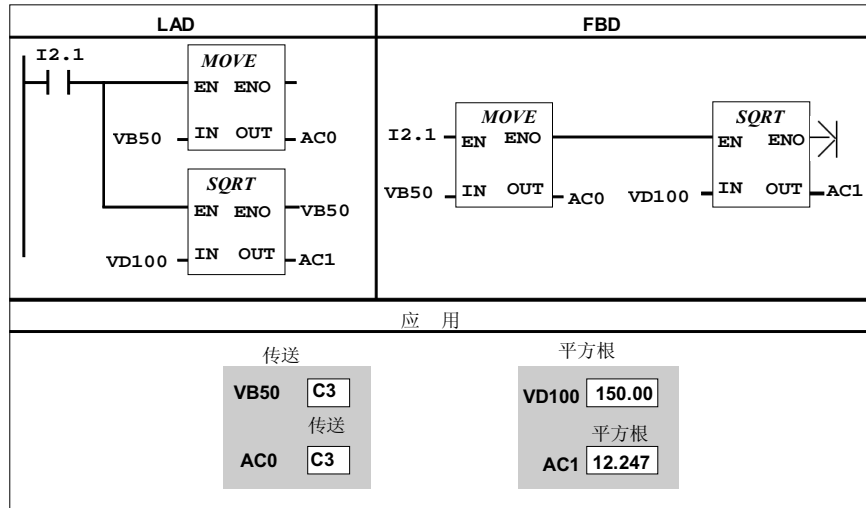 LAD
FBD
I2.1
MOVE
EN ENO
VB50 IN OUT AC0
SQRT
EN ENO VB50
VD100 IN OUT AC1
MOVE
I2.1 EN ENO
VB50 IN OUT AC0
SQRT
EN ENO
VD100 IN OUT AC1
应 用
传送
VB50 C3
传送
AC0 C3
平方根
VD100 150.00
平方根
AC1 12.247